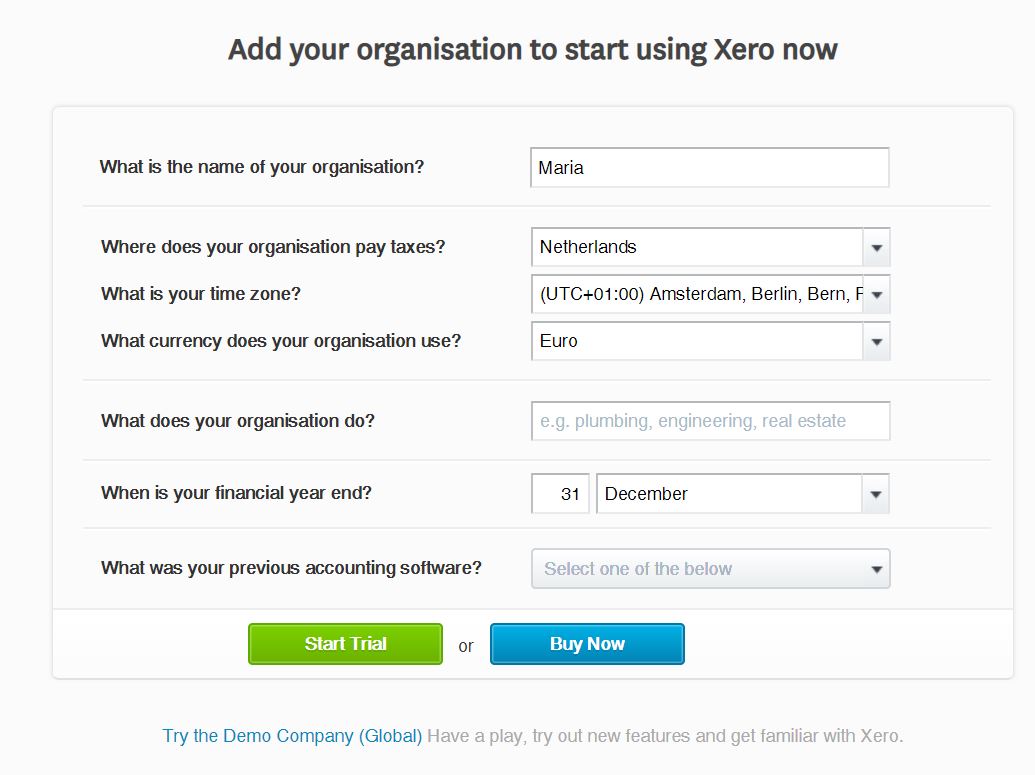 Add your organisation to start using Xero now
What is the name of your organisation? Maria
Where does your organisation pay taxes? Netherlands
What is your time zone? (UTC+01:00) Amsterdam, Berlin, Bern,
What currency does your organisation use? Euro
What does your organisation do? e.g. plumbing, engineering, real estate
When is your financial year end? 31 December
What was your previous accounting software? Select one of the below
Start Trial or Buy Now
Try the Demo Company (Global) Have a play, try out new features and get familiar with Xero.